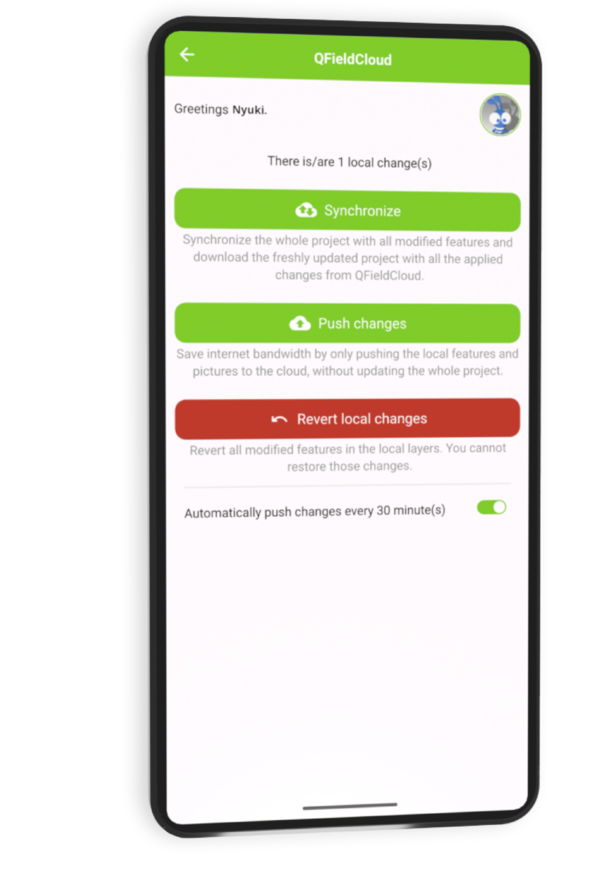 QFieldCloud
Greetings Nyuki.
There is/are 1 local change(s)
Synchronize
Synchronize the whole project with all modified features and
download the freshly updated project with all the applied
changes from QFieldCloud.
Push changes
Save internet bandwidth by only pushing the local features and
pictures to the cloud, without updating the whole project.
Revert local changes
Revert all modified features in the local layers. You cannot
restore those changes.
Automatically push changes every 30 minute(s)